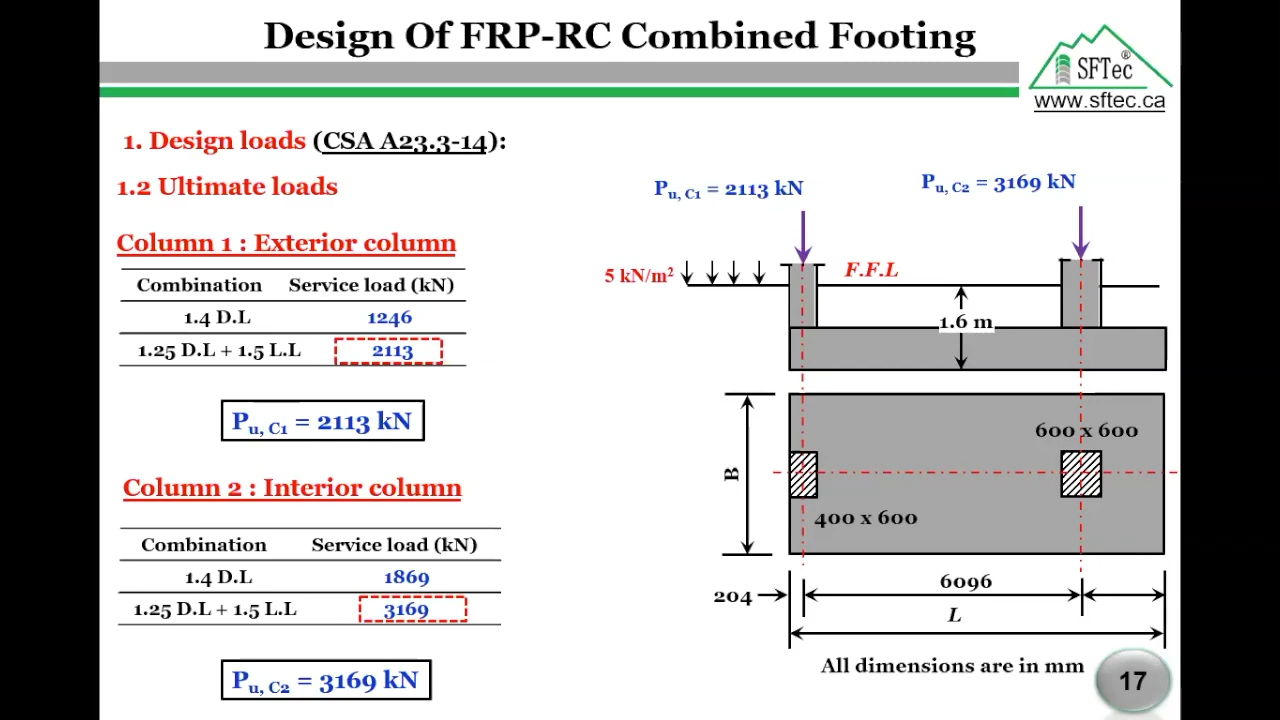 Design Of FRP-RC Combined Footing
SFTec®
www.sftec.ca
1. Design loads (CSA A23.3-14):
1.2 Ultimate loads
Column 1 : Exterior column
Combination Service load (kN)
1.4 D.L 1246
1.25 D.L + 1.5 L.L 2113
Pu, C1 = 2113 kN
Column 2 : Interior column
Combination Service load (kN)
1.4 D.L 1869
1.25 D.L + 1.5 L.L 3169
Pu, C2 = 3169 kN
Pu, C1 = 2113 kN
Pu, C2 = 3169 kN
5 kN/m²
F.F.L
1.6 m
600 x 600
B
400 x 600
204
6096
L
All dimensions are in mm
17